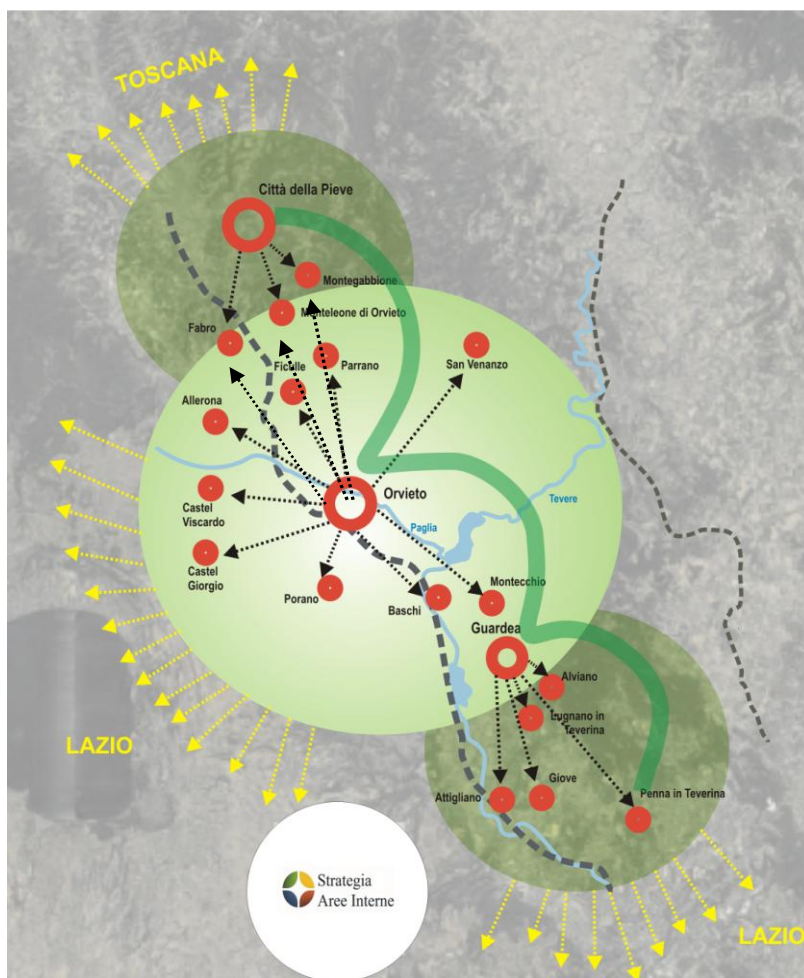 TOSCANA
Città della Pieve
Montegabbione
Monteleone di Orvieto
Fabro
Ficulle
Parrano
San Venanzo
Allerona
Castel
Viscardo
Orvieto
Tevere
Paglia
Castel
Giorgio
Porano
Baschi
Montecchio
Guardea
Alviano
Lugnano in
Teverina
LAZIO
Attigliano
Giove
Penna in Teverina
Strategia
Aree Interne
LAZIO